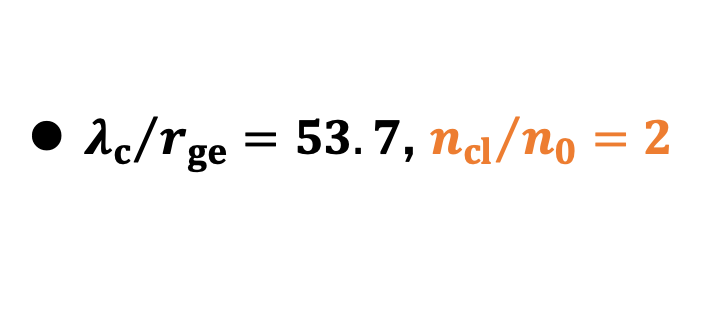 ● λc/rge = 53.7, ncl/n0 = 2